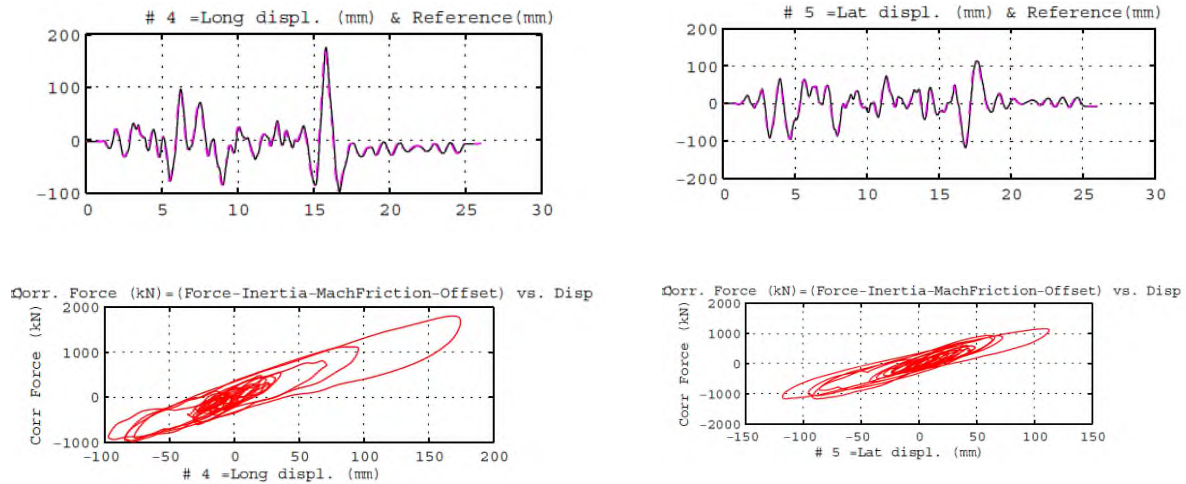 # 4 =Long displ. (mm) & Reference(mm)
200
100
0
-100
0 5 10 15 20 25 30
# 5 =Lat displ. (mm) & Reference(mm)
200
100
0
-100
-200
0 5 10 15 20 25 30
orr. Force (kN)=(Force-Inertia-MachFriction-Offset) vs. Disp
Corr Force (kN)
2000
1000
0
-1000
-100 -50 0 50 100 150 200
# 4 =Long displ. (mm)
orr. Force (kN)=(Force-Inertia-MachFriction-Offset) vs. Disp
Corr Force (kN)
2000
1000
0
-1000
-2000
-150 -100 -50 0 50 100 150
# 5 =Lat displ. (mm)